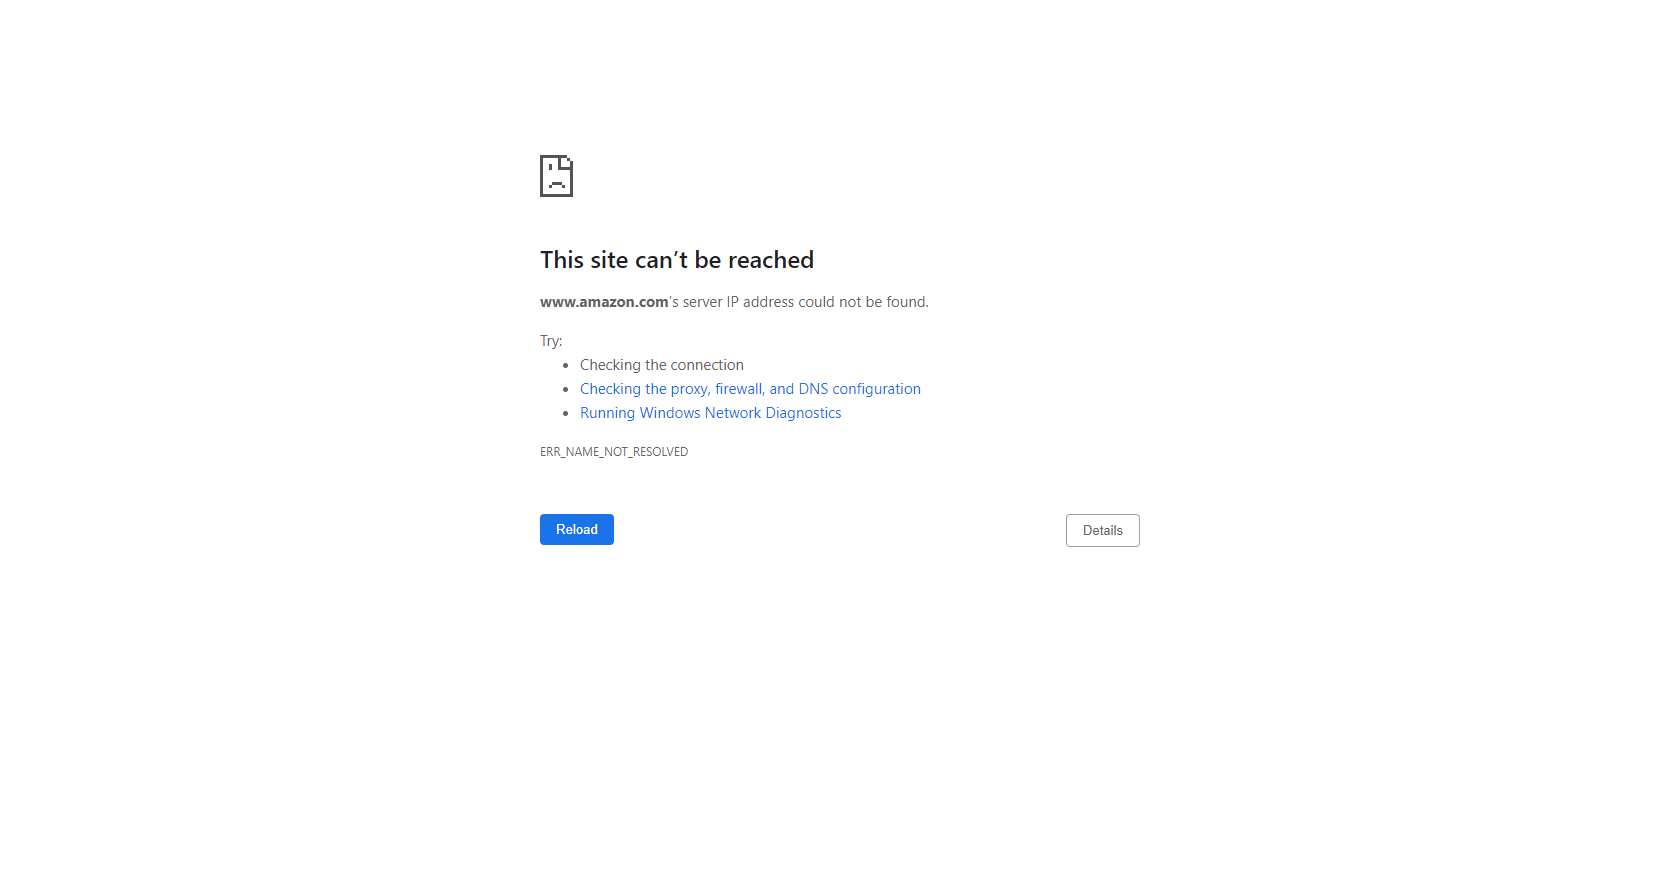 This site can’t be reached
www.amazon.com’s server IP address could not be found.
Try:
Checking the connection
Checking the proxy, firewall, and DNS configuration
Running Windows Network Diagnostics
ERR_NAME_NOT_RESOLVED
Reload
Details